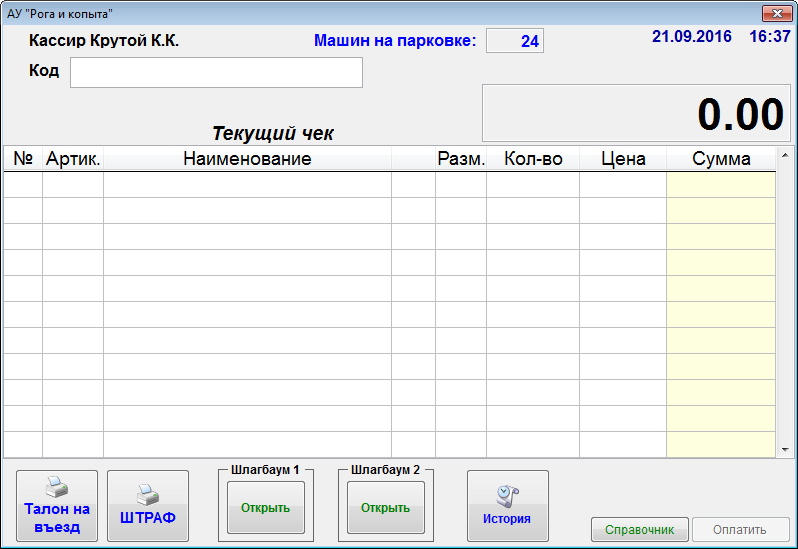 АУ "Рога и копыта"
Кассир Крутой К.К. Машин на парковке: 24 21.09.2016 16:37
Код
0.00
Текущий чек
№ Артик. Наименование Разм. Кол-во Цена Сумма
Шлагбаум 1 Шлагбаум 2
Талон на
въезд
ШТРАФ
Открыть
Открыть
История
Справочник
Оплатить